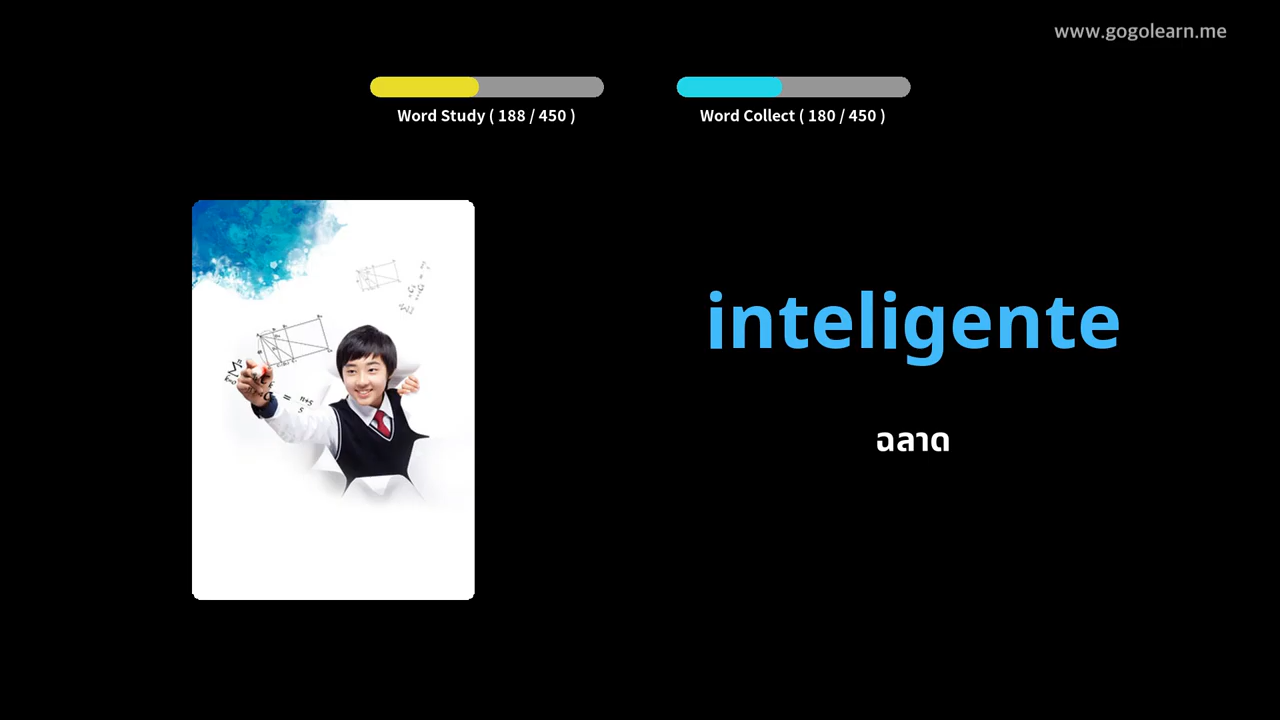 www.gogolearn.me
Word Study ( 188 / 450 )
Word Collect ( 180 / 450 )
inteligente
ฉลาด